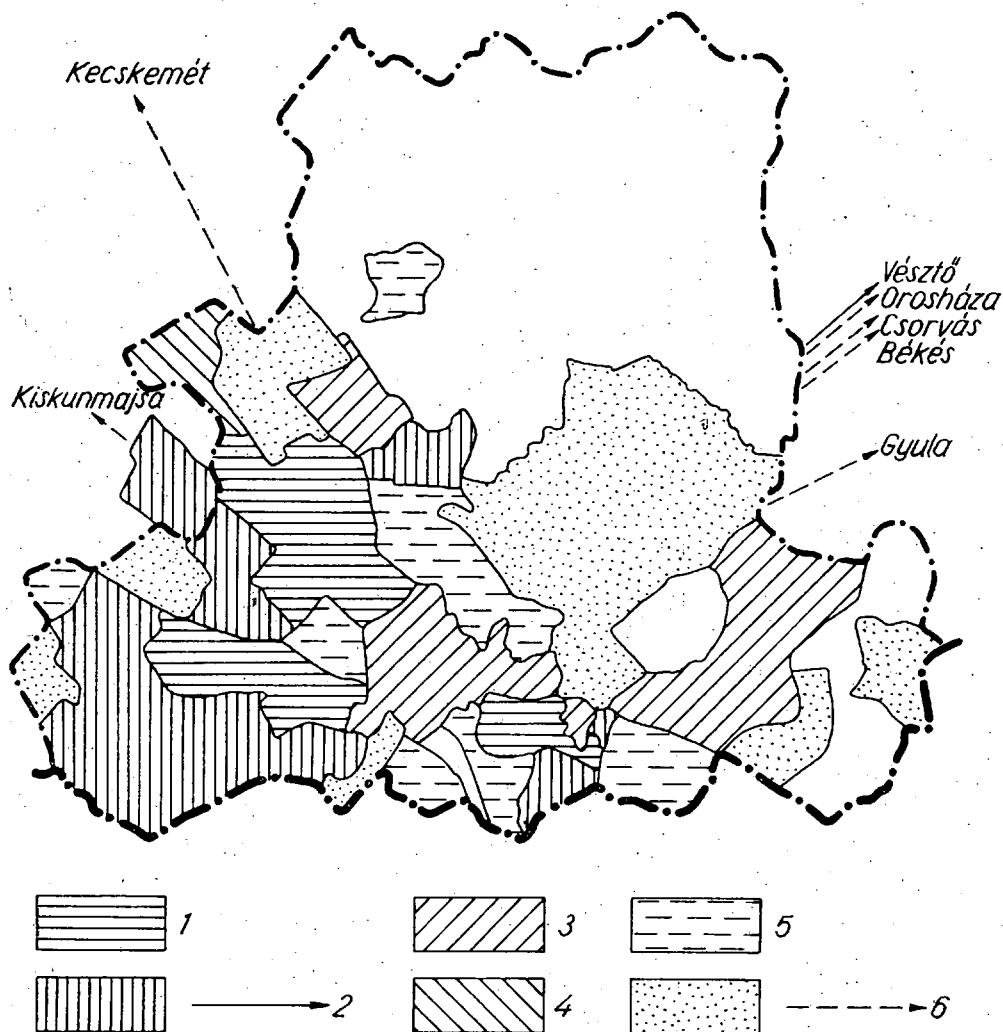 Kecskemét
Vésztő
Orosháza
Csorvás
Békés
Kiskunmajsa
Gyula
1 3 5
2 4 6